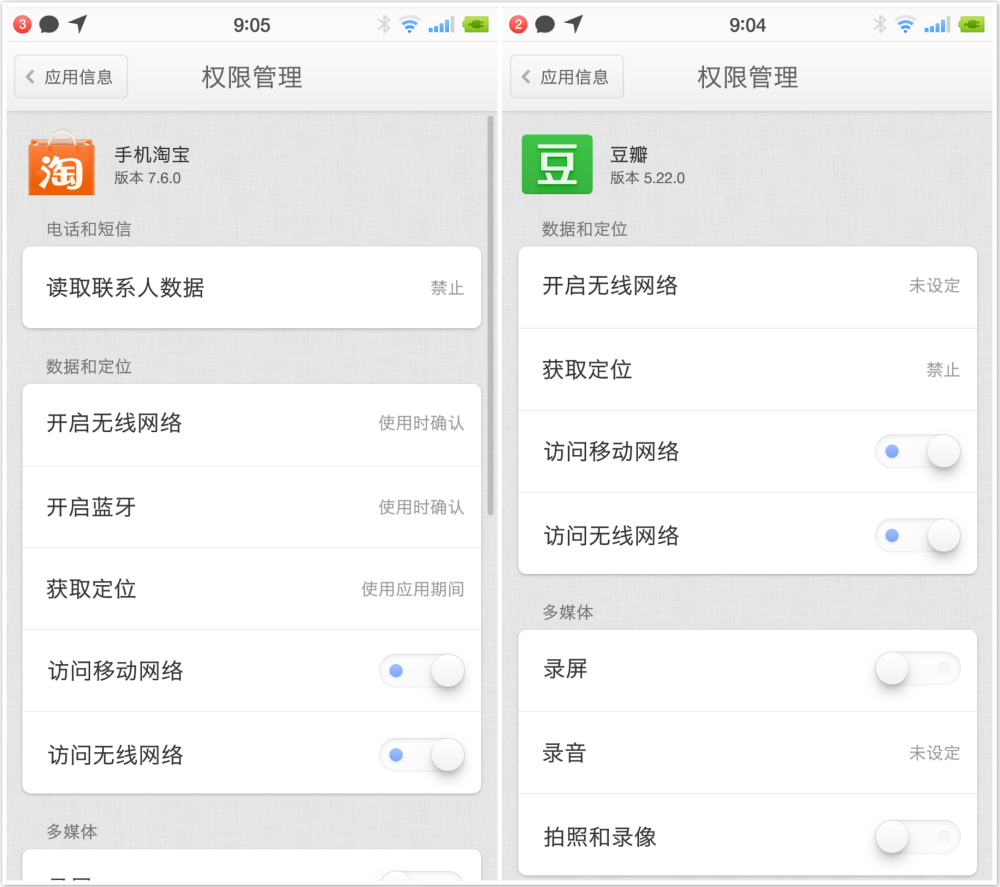 3
9:05
应用信息
权限管理
淘
手机淘宝
版本 7.6.0
电话和短信
读取联系人数据
禁止
数据和定位
开启无线网络
使用时确认
开启蓝牙
使用时确认
获取定位
使用应用期间
访问移动网络
访问无线网络
多媒体
2
9:04
应用信息
权限管理
豆
豆瓣
版本 5.22.0
数据和定位
开启无线网络
未设定
获取定位
禁止
访问移动网络
访问无线网络
多媒体
录屏
录音
未设定
拍照和录像